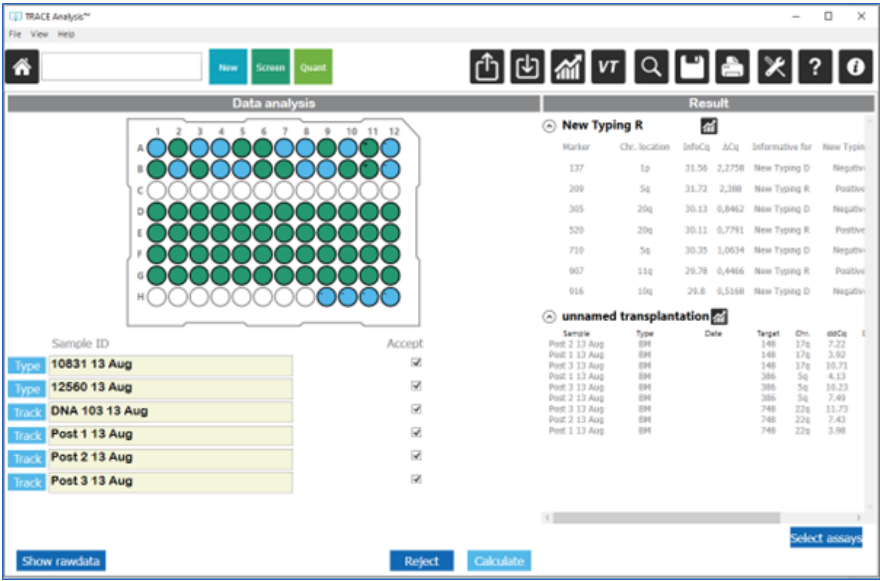 TRACE Analysis™
File View Help
New Screen Quant VT ? i
Data analysis
Result
1 2 3 4 5 6 7 8 9 10 11 12
A
B
C
D
E
F
G
H
Sample ID Accept
Type 10831 13 Aug
Type 12560 13 Aug
Track DNA 103 13 Aug
Track Post 1 13 Aug
Track Post 2 13 Aug
Track Post 3 13 Aug
Show rawdata Reject Calculate
New Typing R
Marker Chr. location InfoCq ΔCq Informative for New Typin
137 1p 31.56 2,2758 New Typing D Negativ
209 5q 31.72 2,388 New Typing R Positive
305 20q 30.13 0,8462 New Typing D Negativ
520 20q 30.11 0,7791 New Typing R Positive
710 5q 30.35 1,0634 New Typing D Negativ
907 11q 29.78 0,4466 New Typing R Positive
916 10q 29.8 0,5168 New Typing D Negativ
unnamed transplantation
Sample Type Date Target Chr. ddCq
Post 2 13 Aug BM 148 17q 7.22
Post 1 13 Aug BM 148 17q 3.92
Post 3 13 Aug BM 148 17q 10.71
Post 1 13 Aug BM 386 5q 4.13
Post 3 13 Aug BM 386 5q 10.23
Post 2 13 Aug BM 386 5q 7.49
Post 3 13 Aug BM 748 22q 11.73
Post 2 13 Aug BM 748 22q 7.43
Post 1 13 Aug BM 748 22q 3.98
Select assays